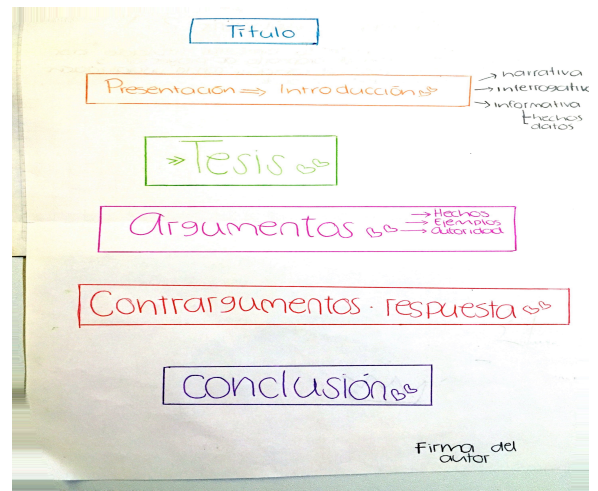 Título
Presentación ⇒ Introducción
→ narrativa
→ interrogativa
→ informativa
hechos
datos
» Tesis
Argumentos
→ Hechos
→ Ejemplos
→ autoridad
Contrargumentos · respuesta
Conclusión
Firma del
autor